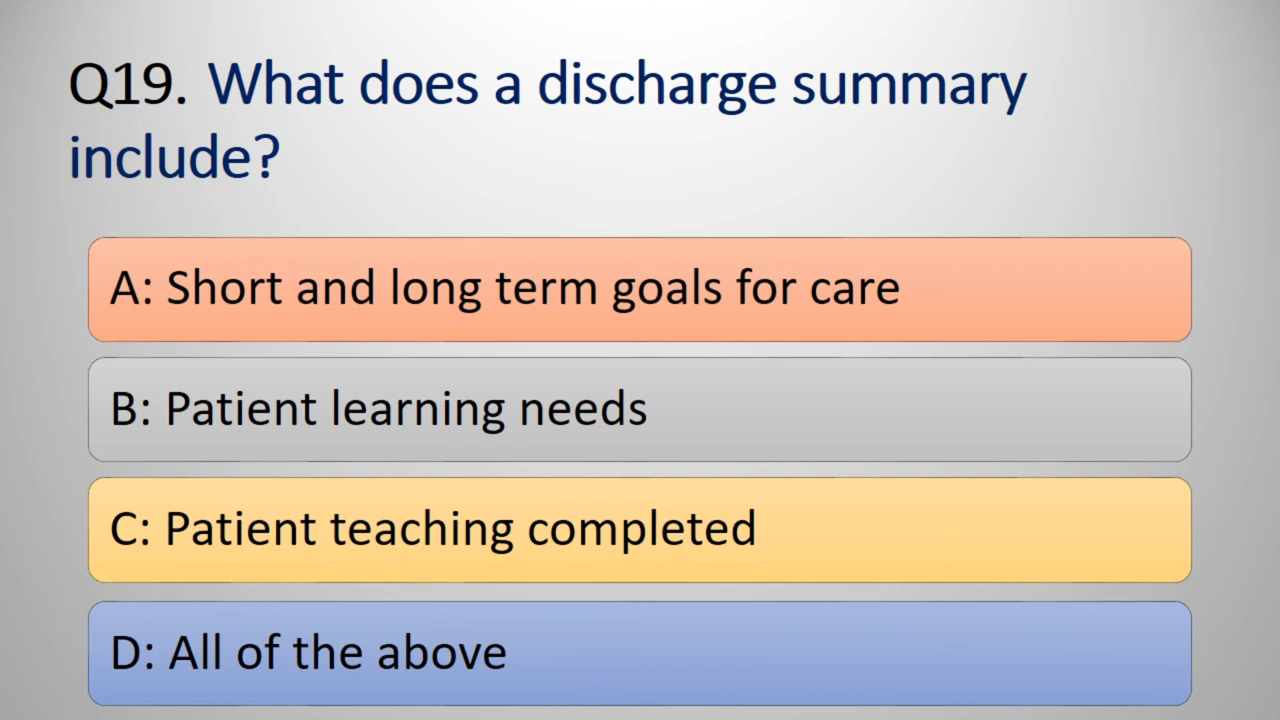 Q19. What does a discharge summary
include?
A: Short and long term goals for care
B: Patient learning needs
C: Patient teaching completed
D: All of the above